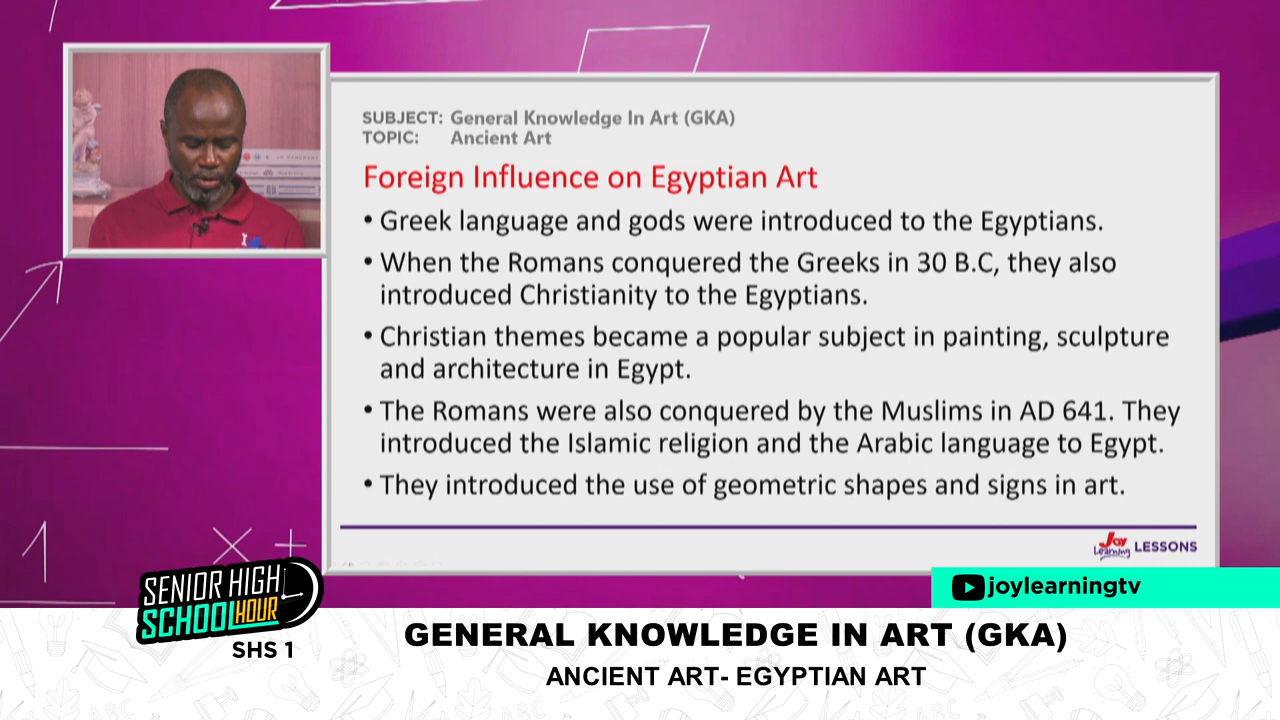 SUBJECT: General Knowledge In Art (GKA)
TOPIC: Ancient Art
Foreign Influence on Egyptian Art
• Greek language and gods were introduced to the Egyptians.
• When the Romans conquered the Greeks in 30 B.C, they also
introduced Christianity to the Egyptians.
• Christian themes became a popular subject in painting, sculpture
and architecture in Egypt.
• The Romans were also conquered by the Muslims in AD 641. They
introduced the Islamic religion and the Arabic language to Egypt.
• They introduced the use of geometric shapes and signs in art.
Joy Learning LESSONS
joylearningtv
SENIOR HIGH
SCHOOL HOUR
SHS 1
GENERAL KNOWLEDGE IN ART (GKA)
ANCIENT ART- EGYPTIAN ART